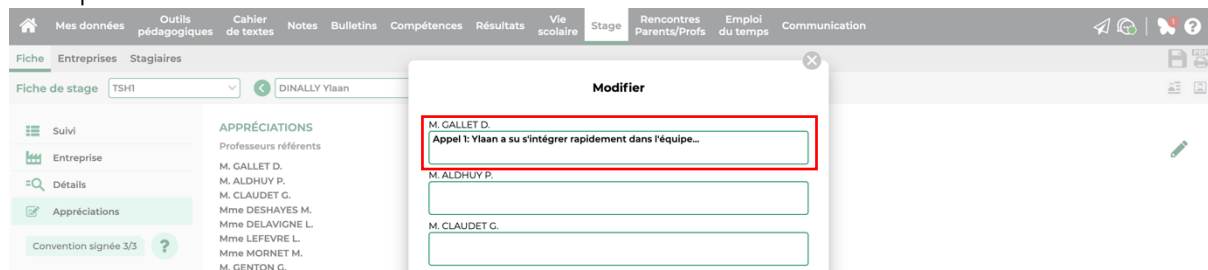 Mes données
Outils pédagogiques
Cahier de textes
Notes
Bulletins
Compétences
Résultats
Vie scolaire
Stage
Rencontres Parents/Profs
Emploi du temps
Communication
Fiche
Entreprises
Stagiaires
Fiche de stage
TSH1
DINALLY Ylaan
Suivi
Entreprise
Détails
Appréciations
Convention signée 3/3
?
APPRÉCIATIONS
Professeurs référents
M. GALLET D.
M. ALDHUY P.
M. CLAUDET G.
Mme DESHAYES M.
Mme DELAVIGNE L.
Mme LEFEVRE L.
Mme MORNET M.
M. GENTON G.
Modifier
M. GALLET D.
Appel 1: Ylaan a su s'intégrer rapidement dans l'équipe...
M. ALDHUY P.
M. CLAUDET G.